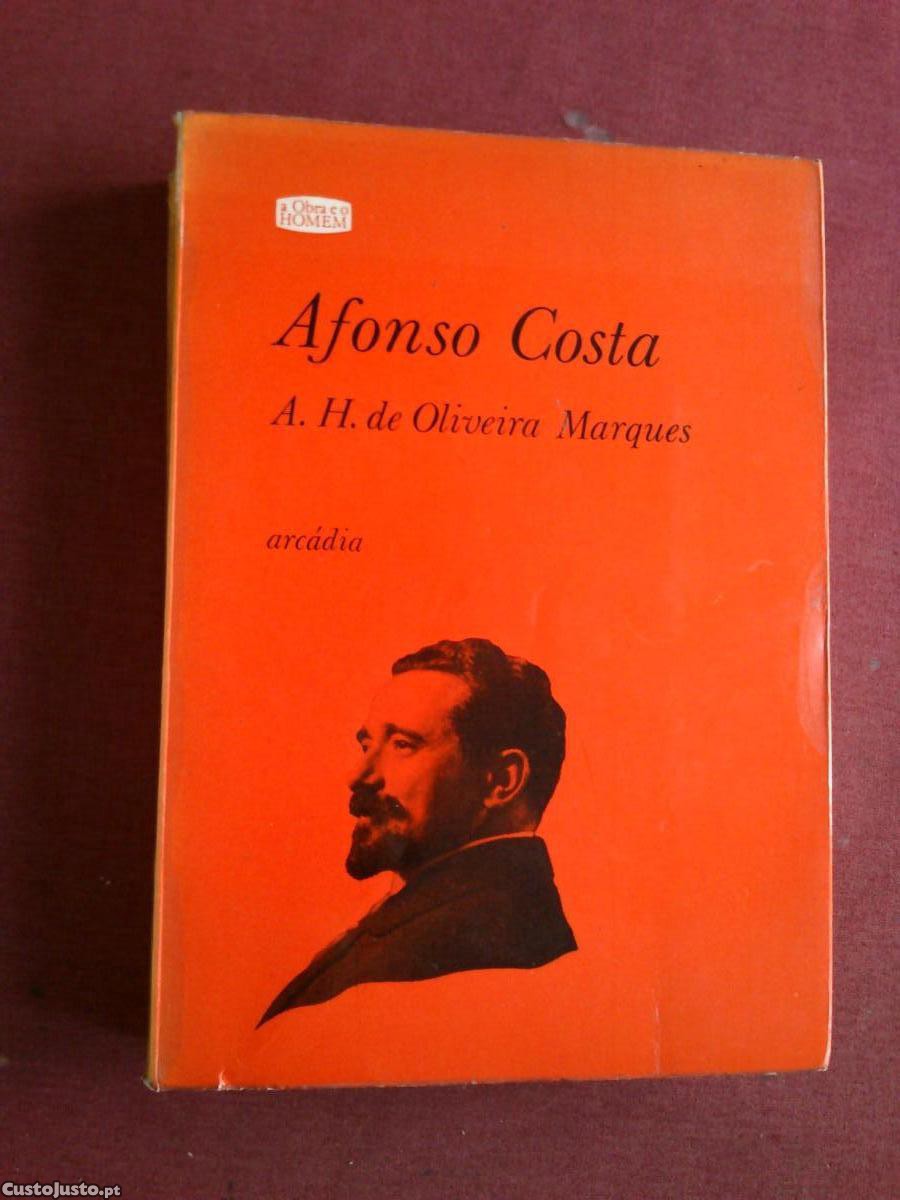 a Obra e o
HOMEM
Afonso Costa
A. H. de Oliveira Marques
arcádia
CustoJusto.pt